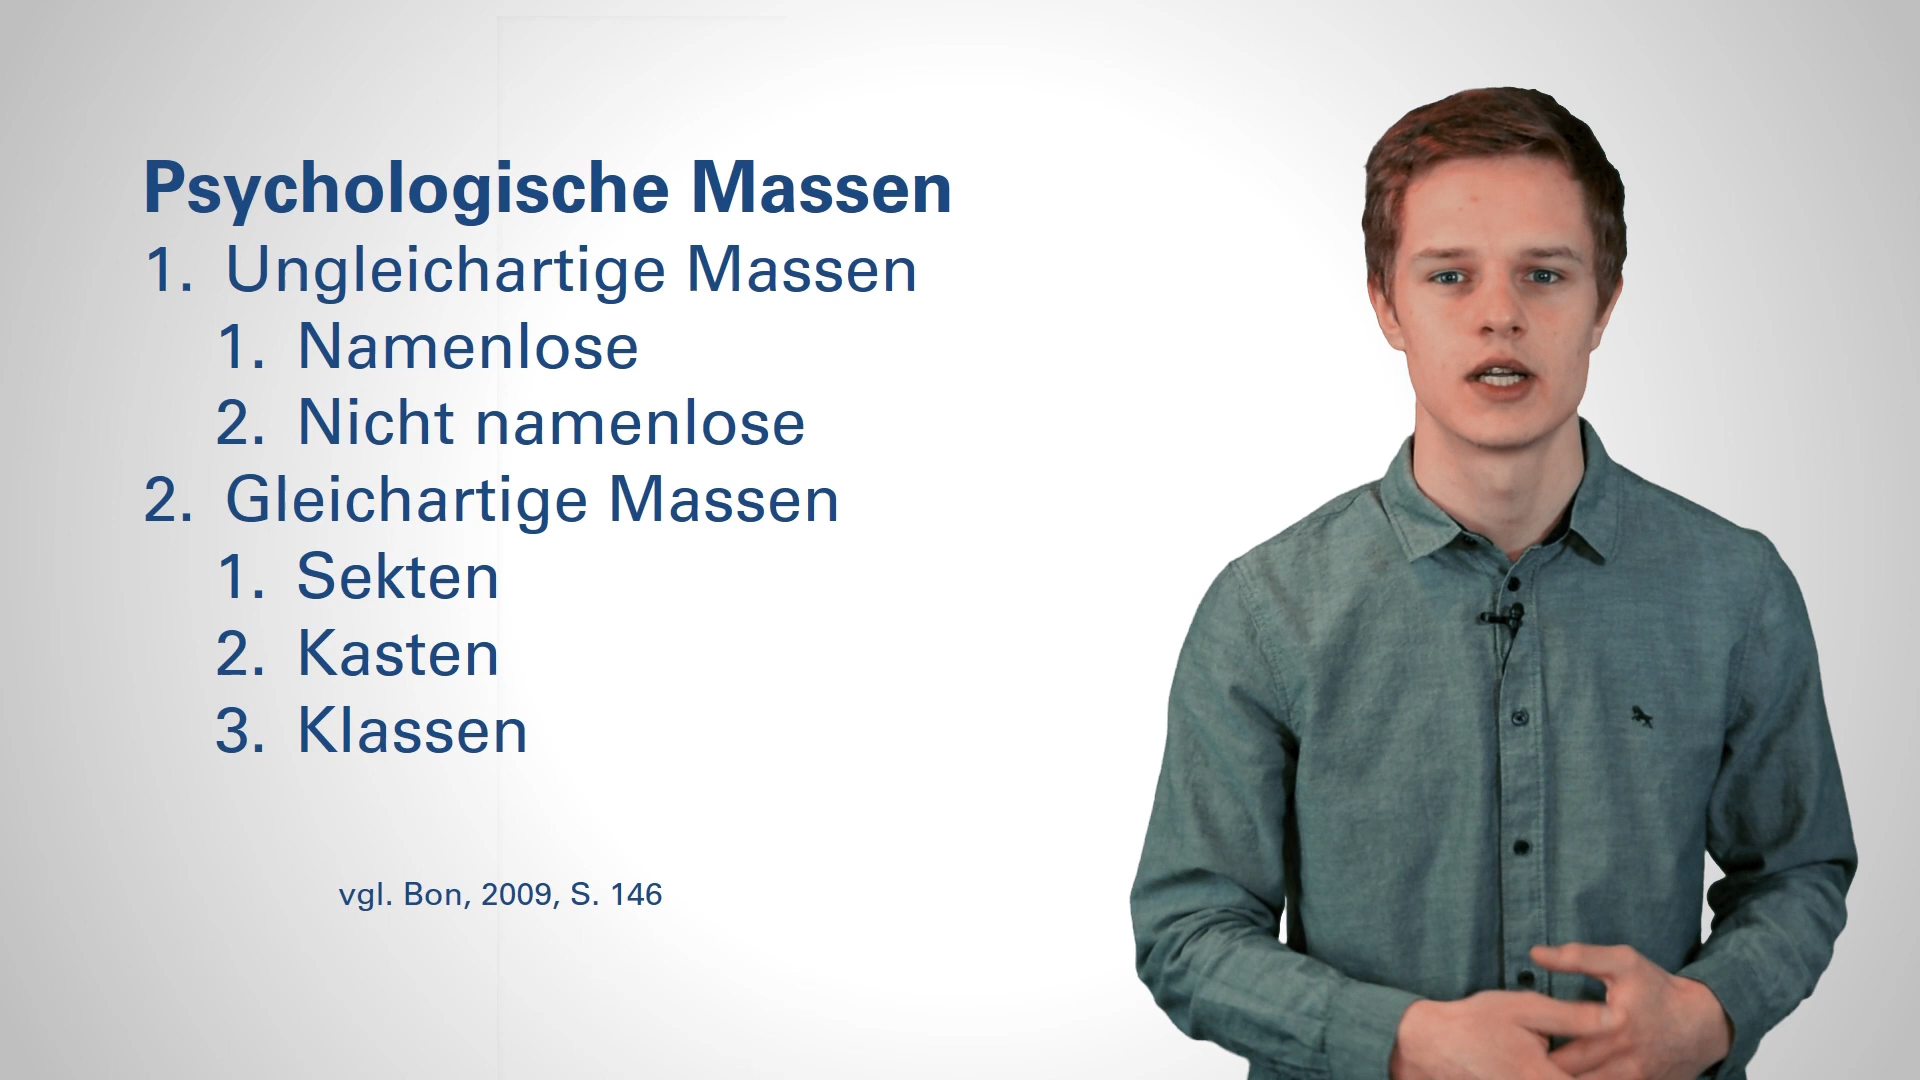 Psychologische Massen
1. Ungleichartige Massen
1. Namenlose
2. Nicht namenlose
2. Gleichartige Massen
1. Sekten
2. Kasten
3. Klassen
vgl. Bon, 2009, S. 146